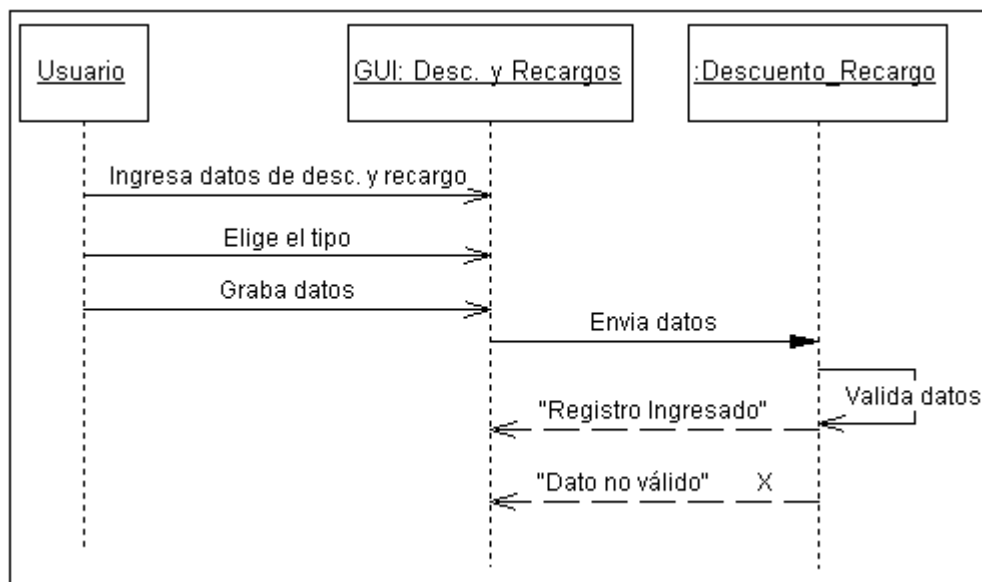 Usuario
GUI: Desc. y Recargos
:Descuento_Recargo
Ingresa datos de desc. y recargo
Elige el tipo
Graba datos
Envia datos
Valida datos
"Registro Ingresado"
"Dato no válido" X